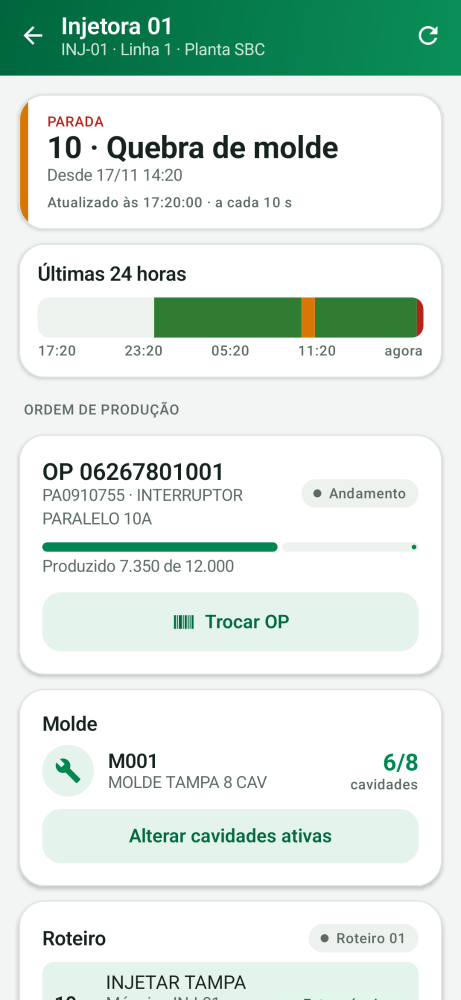 Injetora 01
INJ-01 · Linha 1 · Planta SBC
PARADA
10 · Quebra de molde
Desde 17/11 14:20
Atualizado às 17:20:00 · a cada 10 s
Últimas 24 horas
17:20 23:20 05:20 11:20 agora
ORDEM DE PRODUÇÃO
OP 06267801001
PA0910755 · INTERRUPTOR
PARALELO 10A
Andamento
Produzido 7.350 de 12.000
Trocar OP
Molde
M001
MOLDE TAMPA 8 CAV
6/8
cavidades
Alterar cavidades ativas
Roteiro
Roteiro 01
INJETAR TAMPA